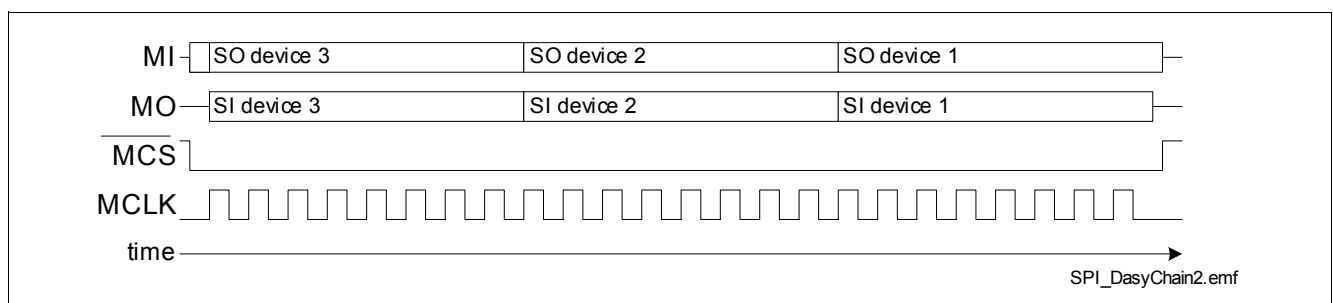 MI SO device 3 SO device 2 SO device 1
MO SI device 3 SI device 2 SI device 1
MCS
MCLK
time
SPI_DasyChain2.emf